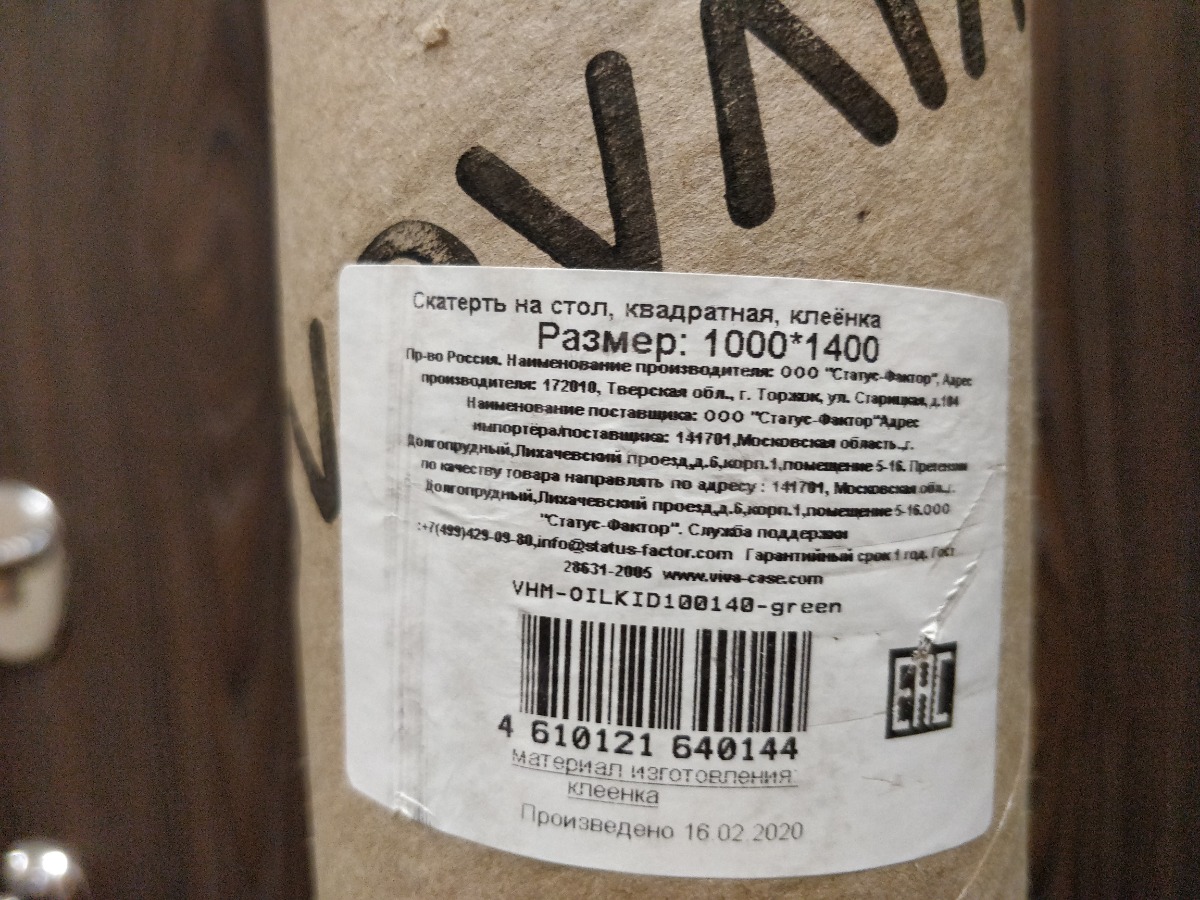 Скатерть на стол, квадратная, клеёнка
Размер: 1000*1400
Пр-во Россия. Наименование производителя: ООО "Статус-Фактор", Адрес
производителя: 172010, Тверская обл., г. Торжок, ул. Старицкая, д.104
Наименование поставщика: ООО "Статус-Фактор"Адрес
импортёра/поставщика: 141701,Московская область.,г.
Долгопрудный,Лихачевский проезд,д.6,корп.1,помещение 5-16. Претензии
по качеству товара направлять по адресу : 141701, Московская обл.,г.
Долгопрудный,Лихачевский проезд,д.6,корп.1,помещение 5-16.ООО
"Статус-Фактор". Служба поддержки
:+7(499)429-09-80,info@status-factor.com Гарантийный срок 1 год. Гост
28631-2005 www.viva-case.com
VHM-OILKID100140-green
4 610121 640144
материал изготовления:
клеенка
Произведено 16 02 2020
EAC